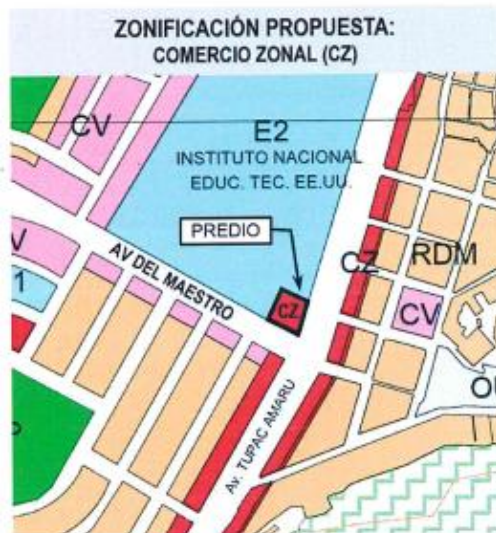 ZONIFICACIÓN PROPUESTA:
COMERCIO ZONAL (CZ)
CV
E2
INSTITUTO NACIONAL
EDUC. TEC. EE.UU.
PREDIO
AV DEL MAESTRO
CZ
CZ
RDM
CV
1
Av. TUPAC AMARU